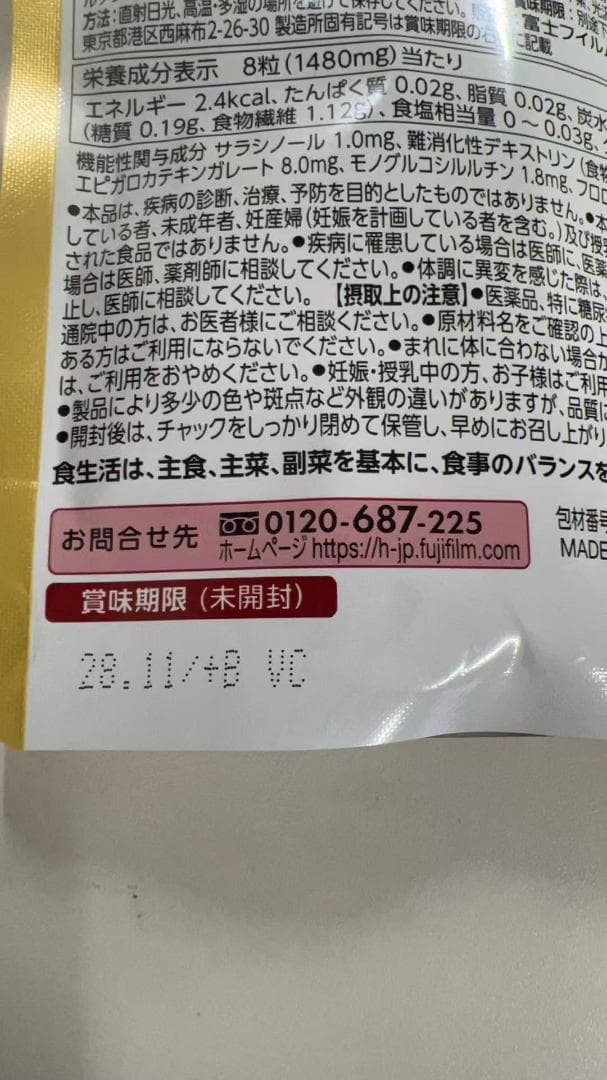 方法：直射日光、高温・多湿の場所を避けて保存してください。
東京都港区西麻布2-26-30 製造所固有記号は賞味期限の右に記載
富士フイルム
栄養成分表示 8粒(1480mg)当たり
エネルギー 2.4kcal、たんぱく質 0.02g、脂質 0.02g、炭水
(糖質 0.19g、食物繊維 1.12g)、食塩相当量 0～0.03g、
機能性関与成分 サラシノール 1.0mg、難消化性デキストリン(食物
エピガロカテキンガレート 8.0mg、モノグルコシルルチン 1.8mg、フロロ
●本品は、疾病の診断、治療、予防を目的としたものではありません。●本
している者、未成年者、妊産婦(妊娠を計画している者を含む。)及び授乳
された食品ではありません。●疾病に罹患している場合は医師に、医薬
場合は医師、薬剤師に相談してください。●体調に異変を感じた際は、
止し、医師に相談してください。【摂取上の注意】●医薬品、特に糖尿
通院中の方は、お医者様にご相談ください。●原材料名をご確認の上
ある方はご利用にならないでください。●まれに体に合わない場合が
は、ご利用をおやめください。●妊娠・授乳中の方、お子様はご利用
●製品により多少の色や斑点など外観の違いがありますが、品質に
●開封後は、チャックをしっかり閉めて保管し、早めにお召し上がり
食生活は、主食、主菜、副菜を基本に、食事のバランスを
お問合せ先 0120-687-225
ホームページ https://h-jp.fujifilm.com
包材番号
MADE
賞味期限(未開封)
28.11/+B VC